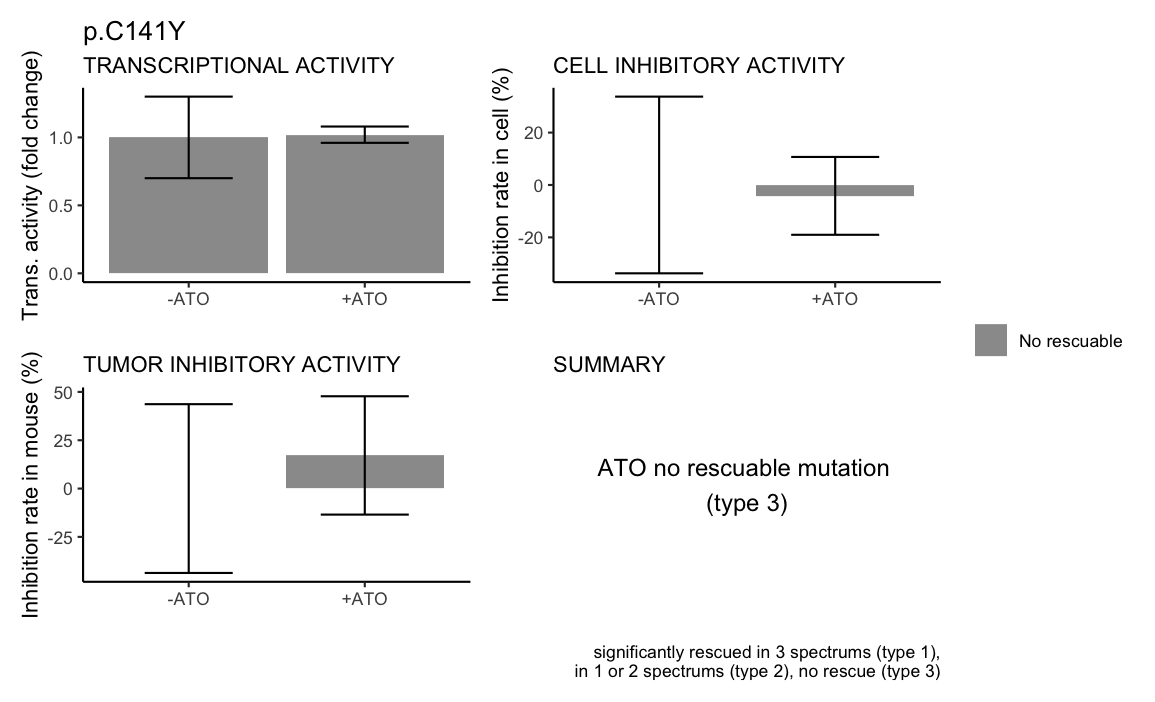 p.C141Y
TRANSCRIPTIONAL ACTIVITY
Trans. activity (fold change)
1.0
0.5
0.0
-ATO
+ATO
CELL INHIBITORY ACTIVITY
Inhibition rate in cell (%)
20
0
-20
-ATO
+ATO
No rescuable
TUMOR INHIBITORY ACTIVITY
Inhibition rate in mouse (%)
50
25
0
-25
-ATO
+ATO
SUMMARY
ATO no rescuable mutation
(type 3)
significantly rescued in 3 spectrums (type 1),
in 1 or 2 spectrums (type 2), no rescue (type 3)